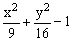 x²/9 + y²/16 − 1